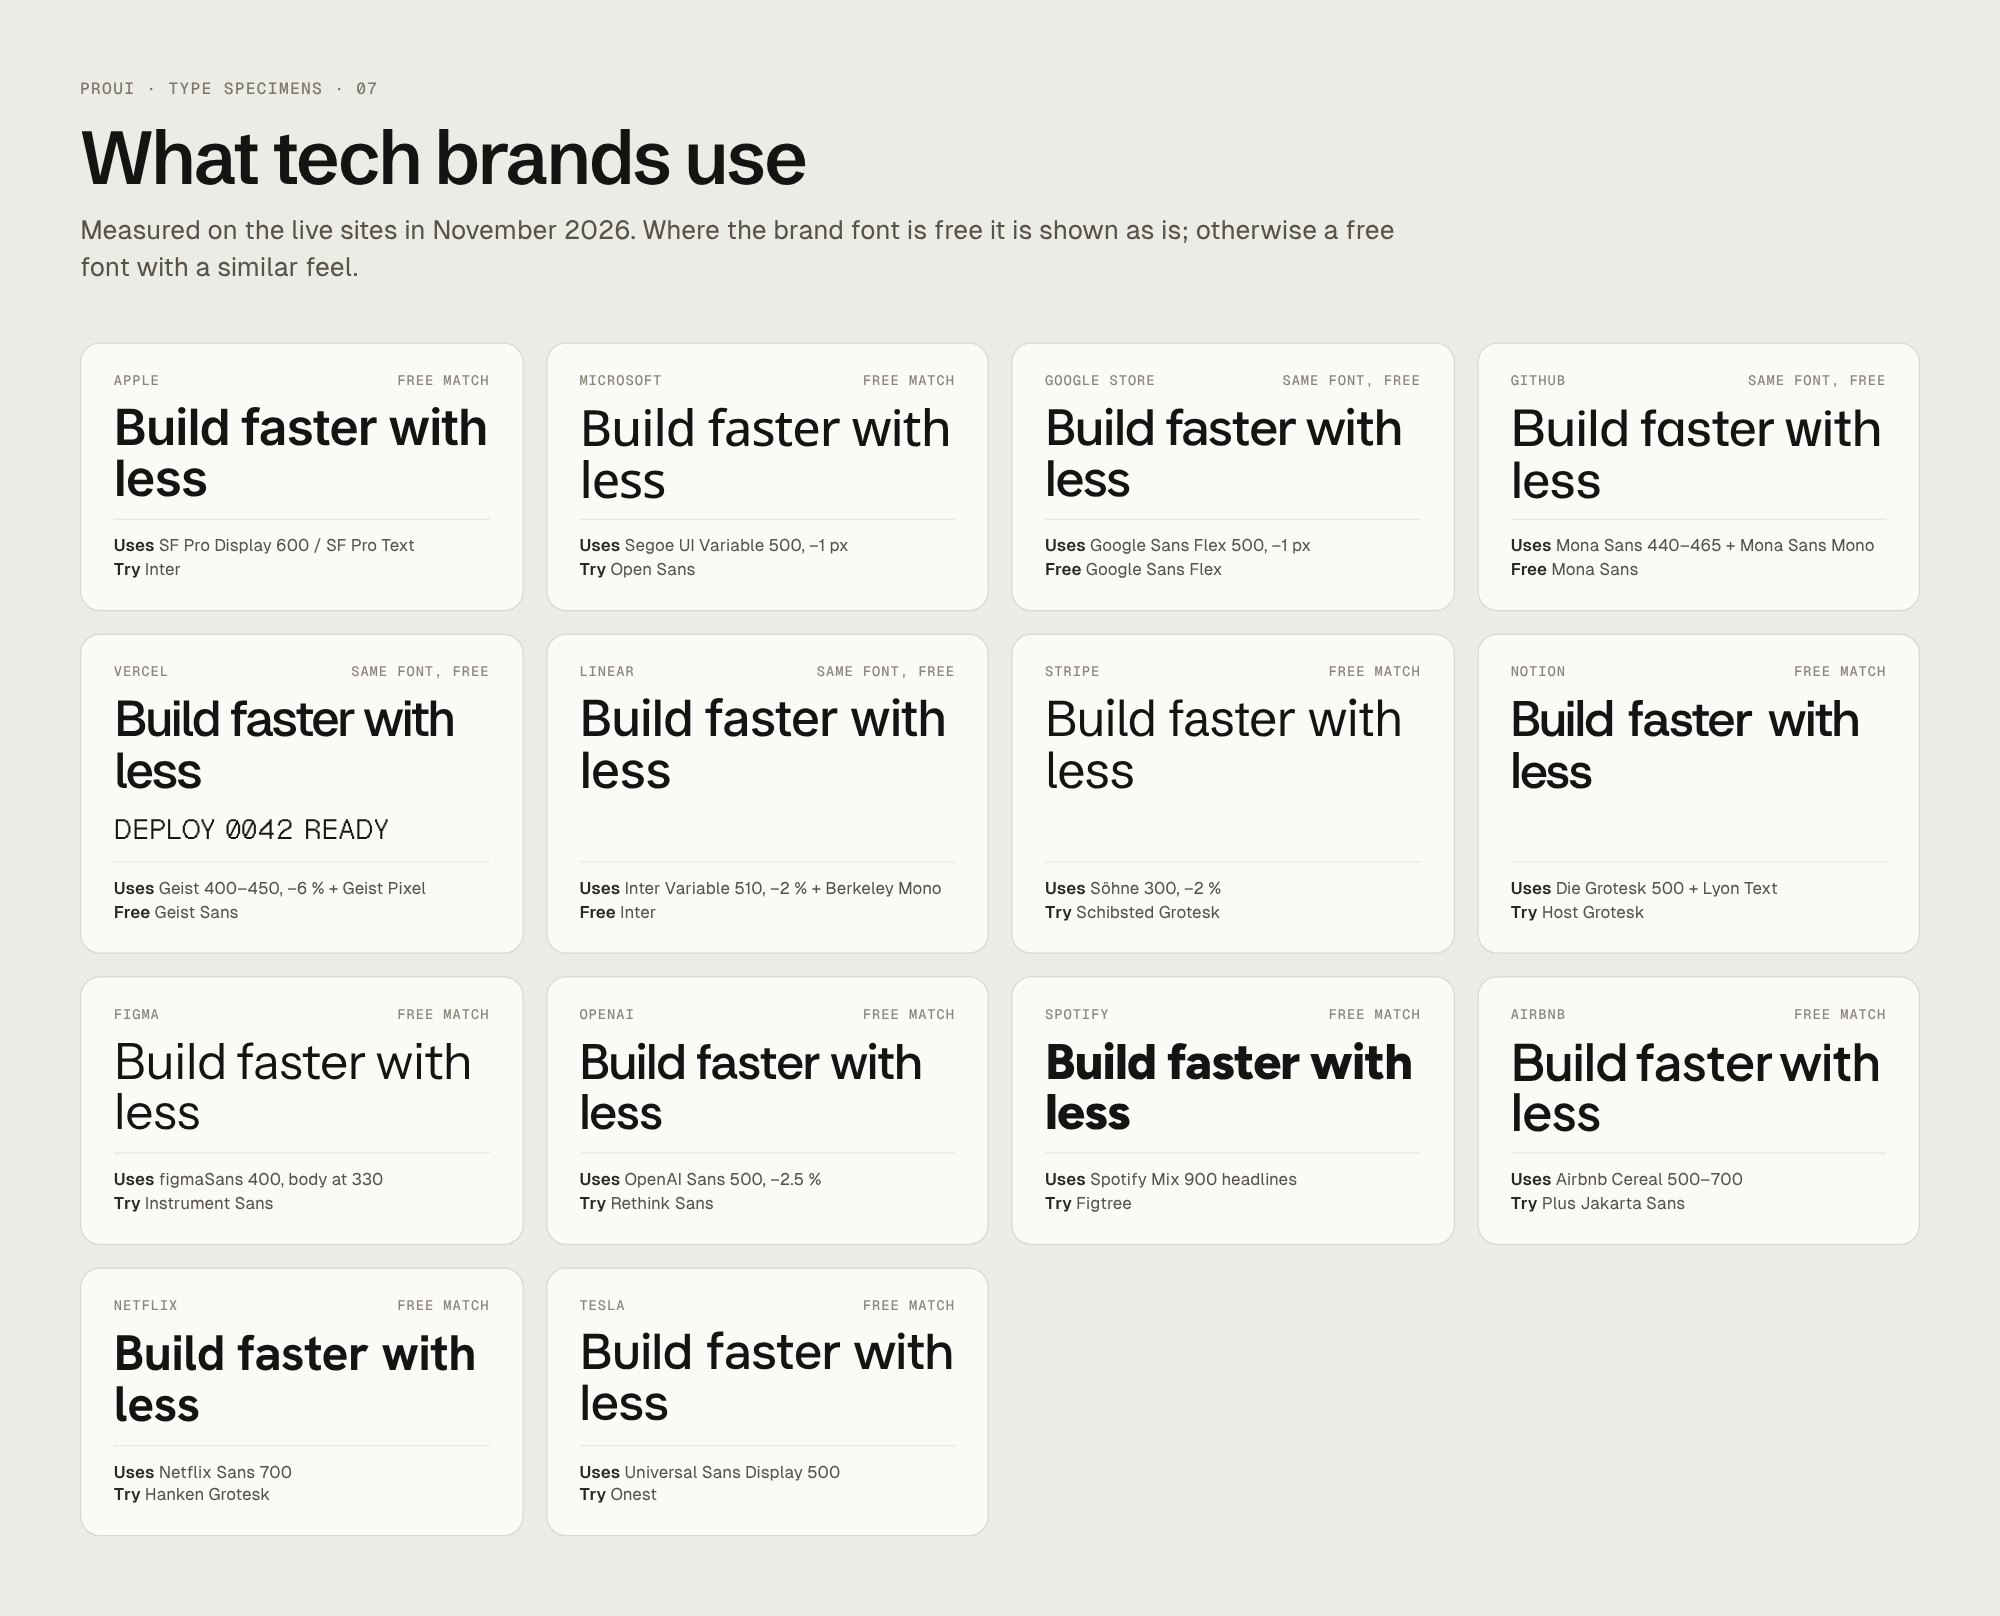 PROUI · TYPE SPECIMENS · 07
What tech brands use
Measured on the live sites in November 2026. Where the brand font is free it is shown as is; otherwise a free
font with a similar feel.
APPLE FREE MATCH
Build faster with
less
Uses SF Pro Display 600 / SF Pro Text
Try Inter
MICROSOFT FREE MATCH
Build faster with
less
Uses Segoe UI Variable 500, −1 px
Try Open Sans
GOOGLE STORE SAME FONT, FREE
Build faster with
less
Uses Google Sans Flex 500, −1 px
Free Google Sans Flex
GITHUB SAME FONT, FREE
Build faster with
less
Uses Mona Sans 440–465 + Mona Sans Mono
Free Mona Sans
VERCEL SAME FONT, FREE
Build faster with
less
DEPLOY 0042 READY
Uses Geist 400–450, −6 % + Geist Pixel
Free Geist Sans
LINEAR SAME FONT, FREE
Build faster with
less
Uses Inter Variable 510, −2 % + Berkeley Mono
Free Inter
STRIPE FREE MATCH
Build faster with
less
Uses Söhne 300, −2 %
Try Schibsted Grotesk
NOTION FREE MATCH
Build faster with
less
Uses Die Grotesk 500 + Lyon Text
Try Host Grotesk
FIGMA FREE MATCH
Build faster with
less
Uses figmaSans 400, body at 330
Try Instrument Sans
OPENAI FREE MATCH
Build faster with
less
Uses OpenAI Sans 500, −2.5 %
Try Rethink Sans
SPOTIFY FREE MATCH
Build faster with
less
Uses Spotify Mix 900 headlines
Try Figtree
AIRBNB FREE MATCH
Build faster with
less
Uses Airbnb Cereal 500–700
Try Plus Jakarta Sans
NETFLIX FREE MATCH
Build faster with
less
Uses Netflix Sans 700
Try Hanken Grotesk
TESLA FREE MATCH
Build faster with
less
Uses Universal Sans Display 500
Try Onest